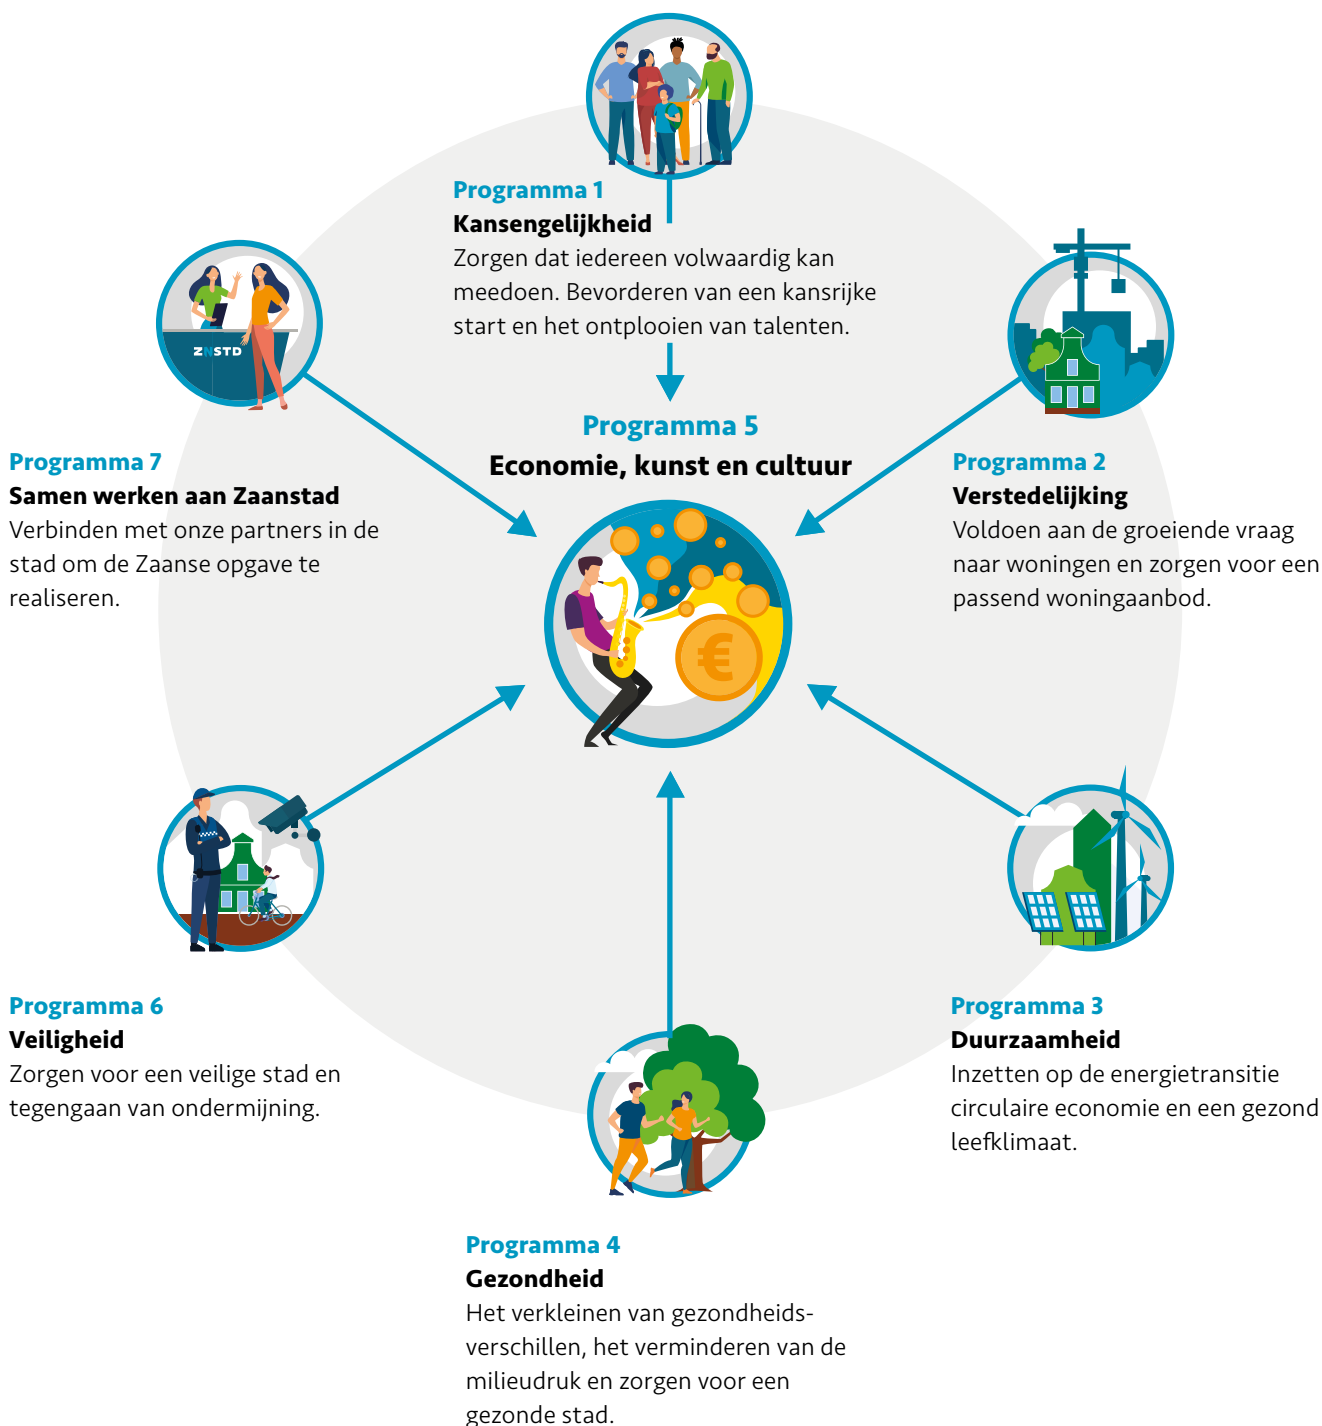 Programma 1
Kansengelijkheid
Zorgen dat iedereen volwaardig kan
meedoen. Bevorderen van een kansrijke
start en het ontplooien van talenten.
ZNSTD
Programma 5
Economie, kunst en cultuur
€
Programma 7
Samen werken aan Zaanstad
Verbinden met onze partners in de
stad om de Zaanse opgave te
realiseren.
Programma 2
Verstedelijking
Voldoen aan de groeiende vraag
naar woningen en zorgen voor een
passend woningaanbod.
Programma 6
Veiligheid
Zorgen voor een veilige stad en
tegengaan van ondermijning.
Programma 3
Duurzaamheid
Inzetten op de energietransitie
circulaire economie en een gezond
leefklimaat.
Programma 4
Gezondheid
Het verkleinen van gezondheids-
verschillen, het verminderen van de
milieudruk en zorgen voor een
gezonde stad.